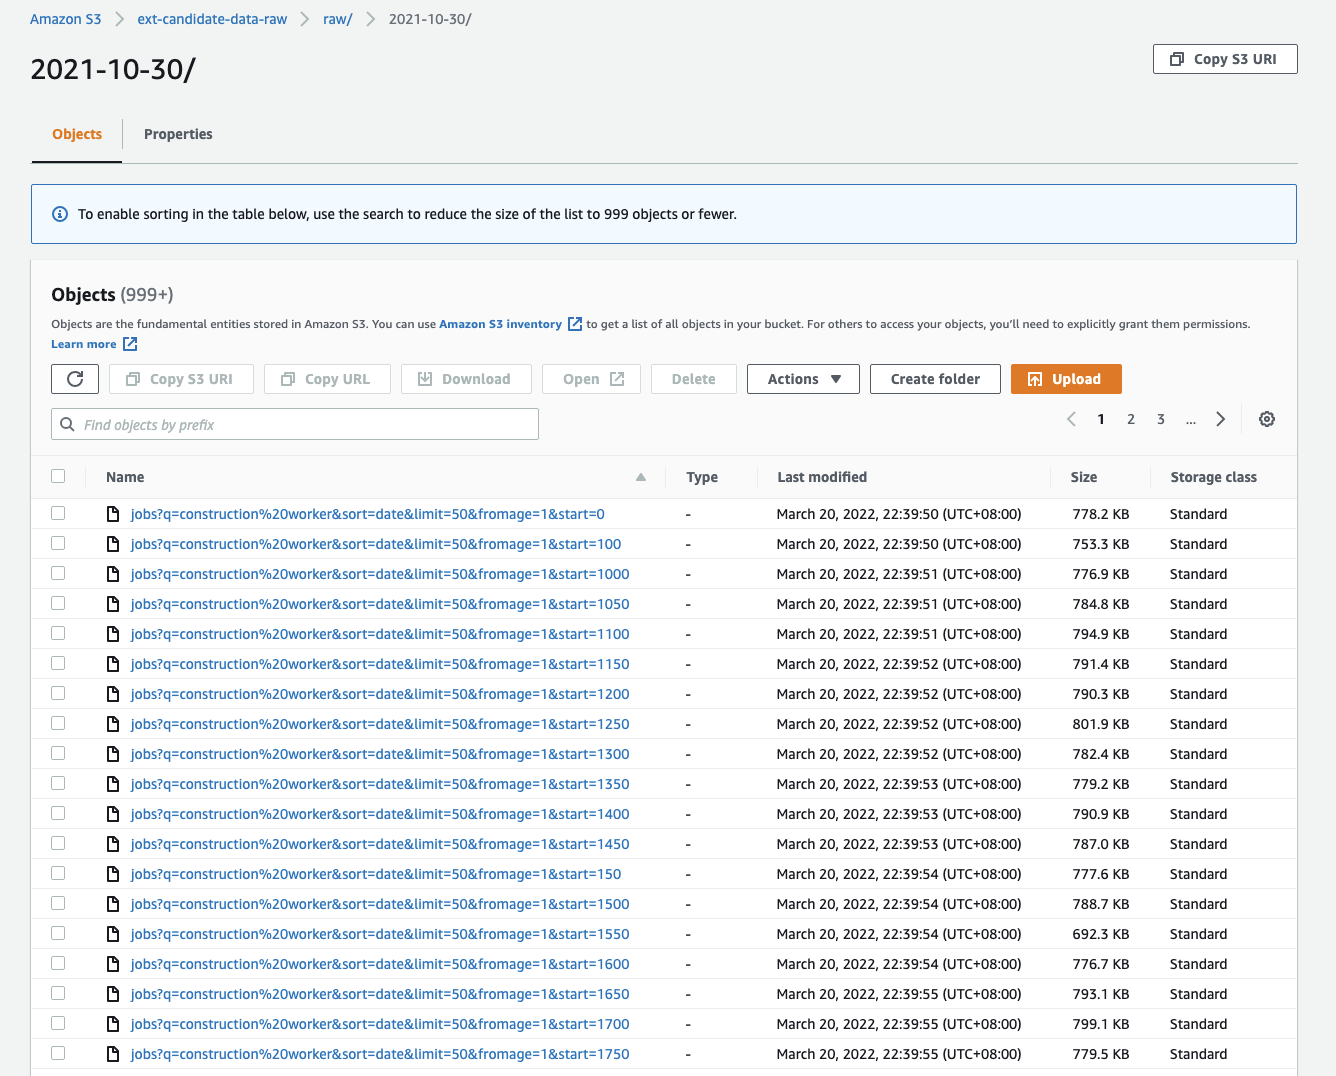 Amazon S3 > ext-candidate-data-raw > raw/ > 2021-10-30/
2021-10-30/
Copy S3 URI
Objects Properties
To enable sorting in the table below, use the search to reduce the size of the list to 999 objects or fewer.
Objects (999+)
Objects are the fundamental entities stored in Amazon S3. You can use Amazon S3 inventory to get a list of all objects in your bucket. For others to access your objects, you'll need to explicitly grant them permissions.
Learn more
Copy S3 URI Copy URL Download Open Delete Actions Create folder Upload
Find objects by prefix
1 2 3 ...
Name Type Last modified Size Storage class
jobs?q=construction%20worker&sort=date&limit=50&fromage=1&start=0 - March 20, 2022, 22:39:50 (UTC+08:00) 778.2 KB Standard
jobs?q=construction%20worker&sort=date&limit=50&fromage=1&start=100 - March 20, 2022, 22:39:50 (UTC+08:00) 753.3 KB Standard
jobs?q=construction%20worker&sort=date&limit=50&fromage=1&start=1000 - March 20, 2022, 22:39:51 (UTC+08:00) 776.9 KB Standard
jobs?q=construction%20worker&sort=date&limit=50&fromage=1&start=1050 - March 20, 2022, 22:39:51 (UTC+08:00) 784.8 KB Standard
jobs?q=construction%20worker&sort=date&limit=50&fromage=1&start=1100 - March 20, 2022, 22:39:51 (UTC+08:00) 794.9 KB Standard
jobs?q=construction%20worker&sort=date&limit=50&fromage=1&start=1150 - March 20, 2022, 22:39:52 (UTC+08:00) 791.4 KB Standard
jobs?q=construction%20worker&sort=date&limit=50&fromage=1&start=1200 - March 20, 2022, 22:39:52 (UTC+08:00) 790.3 KB Standard
jobs?q=construction%20worker&sort=date&limit=50&fromage=1&start=1250 - March 20, 2022, 22:39:52 (UTC+08:00) 801.9 KB Standard
jobs?q=construction%20worker&sort=date&limit=50&fromage=1&start=1300 - March 20, 2022, 22:39:52 (UTC+08:00) 782.4 KB Standard
jobs?q=construction%20worker&sort=date&limit=50&fromage=1&start=1350 - March 20, 2022, 22:39:53 (UTC+08:00) 779.2 KB Standard
jobs?q=construction%20worker&sort=date&limit=50&fromage=1&start=1400 - March 20, 2022, 22:39:53 (UTC+08:00) 790.9 KB Standard
jobs?q=construction%20worker&sort=date&limit=50&fromage=1&start=1450 - March 20, 2022, 22:39:53 (UTC+08:00) 787.0 KB Standard
jobs?q=construction%20worker&sort=date&limit=50&fromage=1&start=150 - March 20, 2022, 22:39:54 (UTC+08:00) 777.6 KB Standard
jobs?q=construction%20worker&sort=date&limit=50&fromage=1&start=1500 - March 20, 2022, 22:39:54 (UTC+08:00) 788.7 KB Standard
jobs?q=construction%20worker&sort=date&limit=50&fromage=1&start=1550 - March 20, 2022, 22:39:54 (UTC+08:00) 692.3 KB Standard
jobs?q=construction%20worker&sort=date&limit=50&fromage=1&start=1600 - March 20, 2022, 22:39:54 (UTC+08:00) 776.7 KB Standard
jobs?q=construction%20worker&sort=date&limit=50&fromage=1&start=1650 - March 20, 2022, 22:39:55 (UTC+08:00) 793.1 KB Standard
jobs?q=construction%20worker&sort=date&limit=50&fromage=1&start=1700 - March 20, 2022, 22:39:55 (UTC+08:00) 799.1 KB Standard
jobs?q=construction%20worker&sort=date&limit=50&fromage=1&start=1750 - March 20, 2022, 22:39:55 (UTC+08:00) 779.5 KB Standard